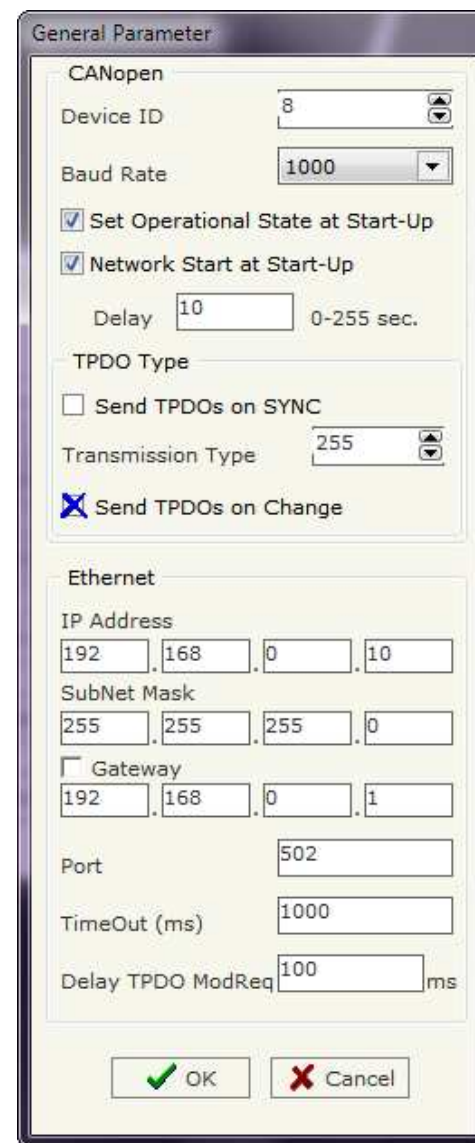 General Parameter
CANopen
Device ID 8
Baud Rate 1000
Set Operational State at Start-Up
Network Start at Start-Up
Delay 10 0-255 sec.
TPDO Type
Send TPDOs on SYNC
Transmission Type 255
Send TPDOs on Change
Ethernet
IP Address
192 . 168 . 0 . 10
SubNet Mask
255 . 255 . 255 . 0
Gateway
192 . 168 . 0 . 1
Port 502
TimeOut (ms) 1000
Delay TPDO ModReq 100 ms
OK Cancel